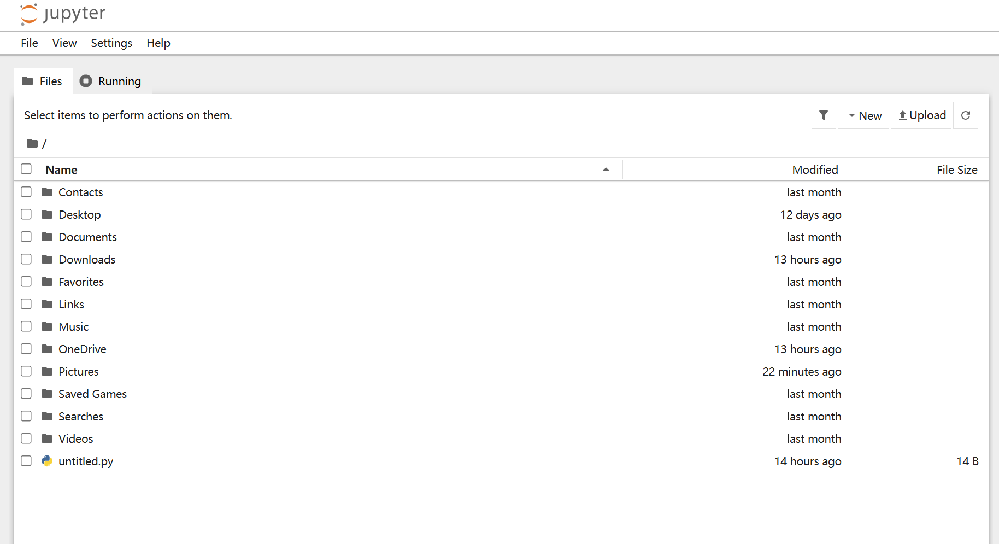 jupyter
File View Settings Help
Files Running
Select items to perform actions on them.
New Upload
/
Name Modified File Size
Contacts last month
Desktop 12 days ago
Documents last month
Downloads 13 hours ago
Favorites last month
Links last month
Music last month
OneDrive 13 hours ago
Pictures 22 minutes ago
Saved Games last month
Searches last month
Videos last month
untitled.py 14 hours ago 14 B